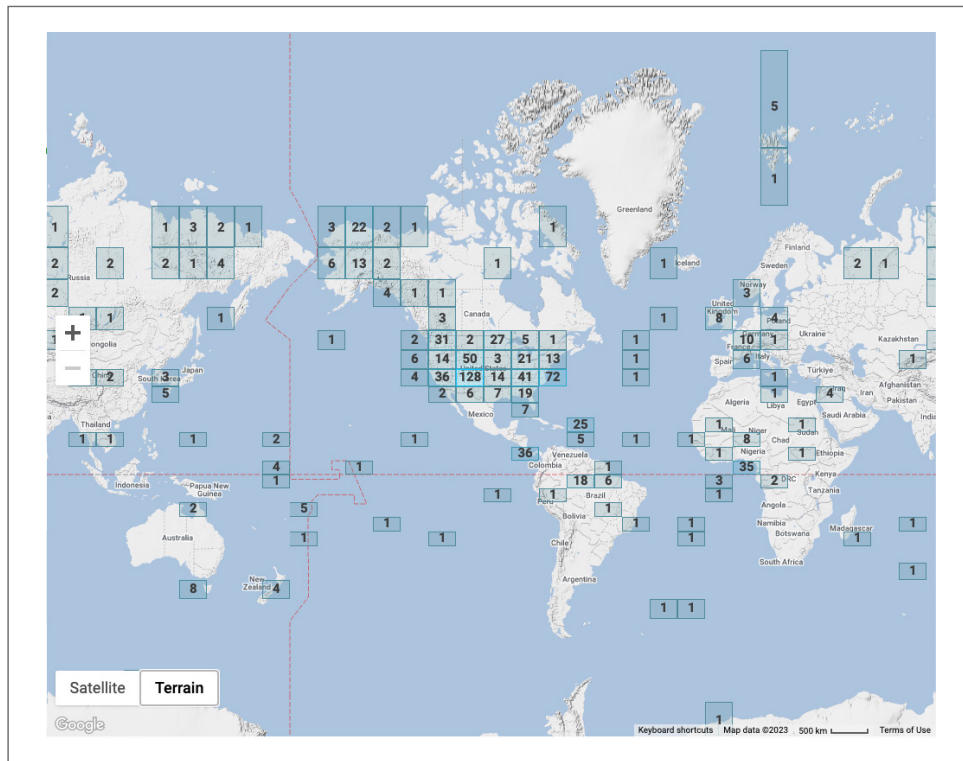 5
1
Greenland
1 1 3 2 1 3 22 2 1 1
Finland
2 2 2 1 4 6 13 2 1 1 Iceland 2 1
Russia Sweden
Norway
2 4 1 1 3
United
Kingdom
1 1 3 Canada 1 8 4 Poland
Ukraine
1 2 31 2 27 5 1 1 10 1
Germany
France Kazakhstan
Mongolia
6 14 50 3 21 13 1 6 1
United States Spain Italy
Türkiye
2 3 4 36 128 14 41 72 1 1
China South Korea Japan Afghanistan
5 2 6 7 19 1 4
Iraq Iran
Algeria Libya Egypt Pakistan
7
Mexico Saudi Arabia India
25 1 1
Thailand Mali Niger Sudan
1 1 1 2 1 5 1 1 8
Chad
36 1 1
Venezuela Nigeria Ethiopia
Colombia
4 1 1 35
Kenya
1 18 6 3 2 DRC
Indonesia Papua New
Guinea
1 1 1
Peru Brazil Tanzania
2 5 1
Angola
Bolivia
1 1 1 1
Namibia Madagascar
Australia 1 1 1 1
Chile Botswana
South Africa
1
8 4
New
Zealand
Argentina
1 1
+
−
Satellite Terrain
Google
1
Keyboard shortcuts Map data ©2023 500 km Terms of Use